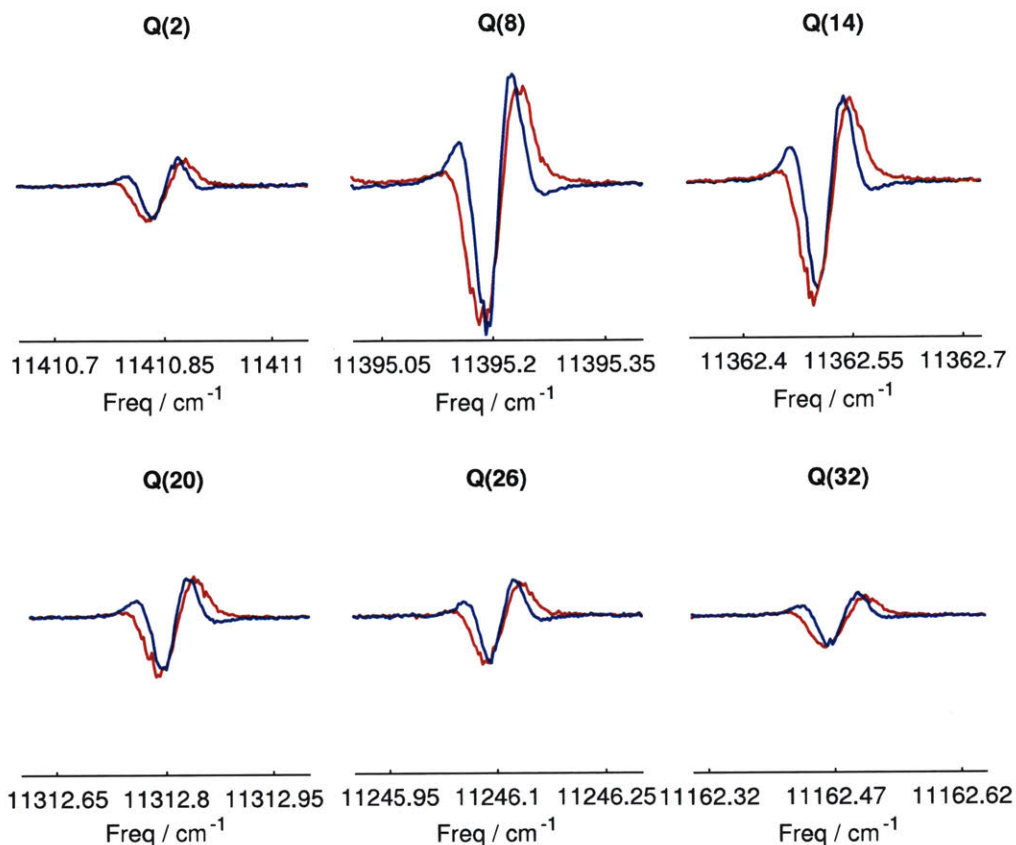 Q(2) Q(8) Q(14)
11410.7 11410.85 11411 11395.05 11395.2 11395.35 11362.4 11362.55 11362.7
Freq / cm⁻¹ Freq / cm⁻¹ Freq / cm⁻¹
Q(20) Q(26) Q(32)
11312.65 11312.8 11312.95 11245.95 11246.1 11246.25 11162.32 11162.47 11162.62
Freq / cm⁻¹ Freq / cm⁻¹ Freq / cm⁻¹